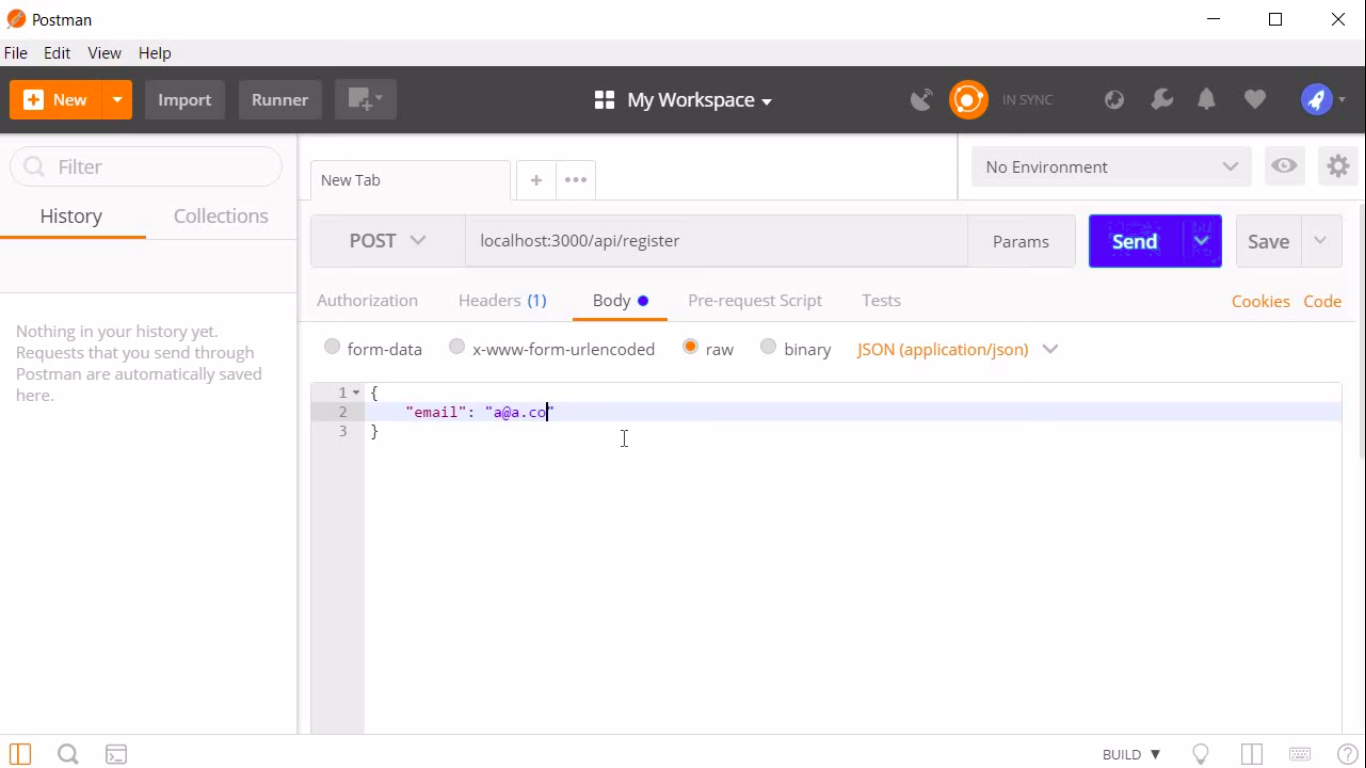 Postman
File Edit View Help
New Import Runner My Workspace IN SYNC
Filter
History Collections
Nothing in your history yet.
Requests that you send through
Postman are automatically saved
here.
New Tab + ••• No Environment
POST localhost:3000/api/register Params Send Save
Authorization Headers (1) Body Pre-request Script Tests Cookies Code
form-data x-www-form-urlencoded raw binary JSON (application/json)
1 {
2 "email": "a@a.co"
3 }
BUILD ▼